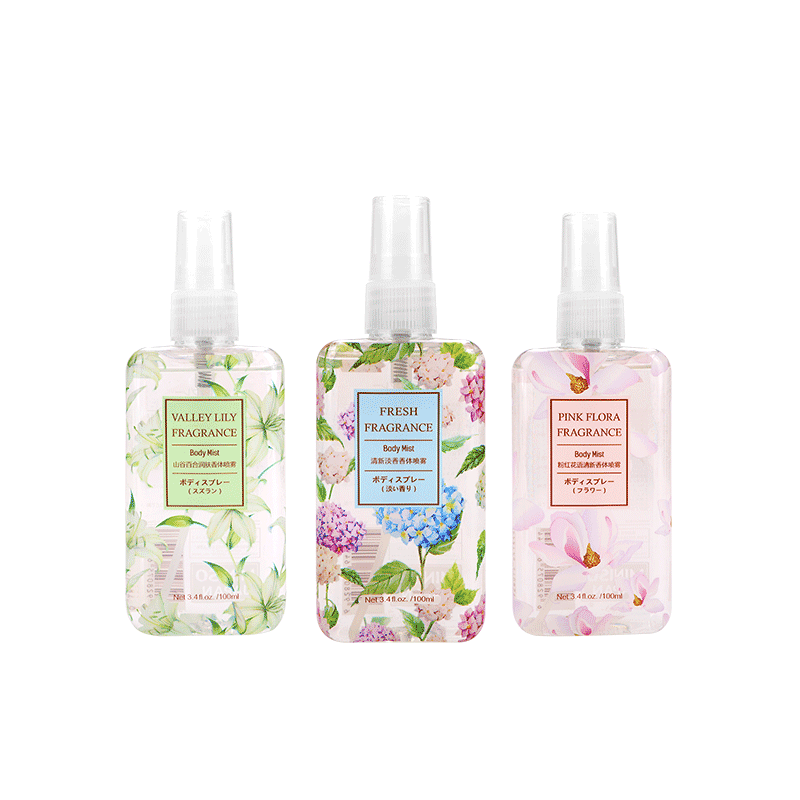 VALLEY LILY
FRAGRANCE
Body Mist
山谷百合润肤香体喷雾
ボディスプレー
(スズラン)
Net 3.4 fl.oz. /100ml
FRESH
FRAGRANCE
Body Mist
清新淡香香体喷雾
ボディスプレー
(淡い香り)
Net 3.4 fl.oz. /100ml
PINK FLORA
FRAGRANCE
Body Mist
粉红花语清新香体喷雾
ボディスプレー
(フラワー)
Net 3.4 fl.oz. /100ml